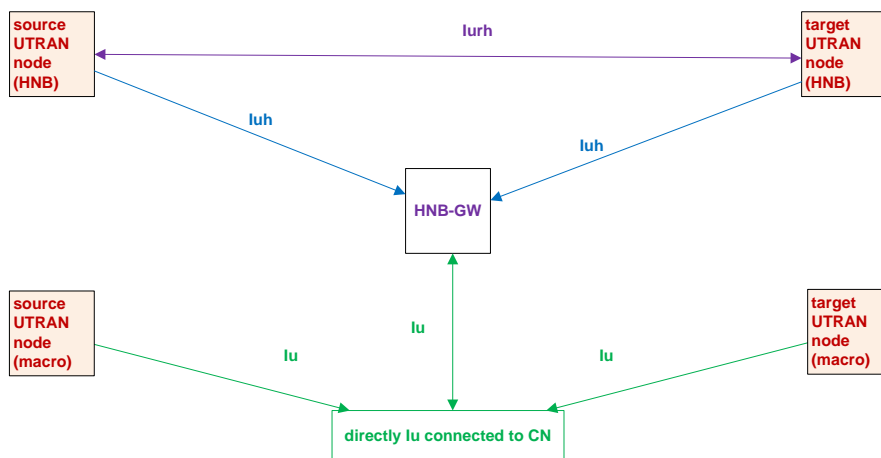 source
UTRAN
node
(HNB)
Iurh
target
UTRAN
node
(HNB)
Iuh
Iuh
HNB-GW
source
UTRAN
node
(macro)
Iu
Iu
Iu
target
UTRAN
node
(macro)
directly Iu connected to CN